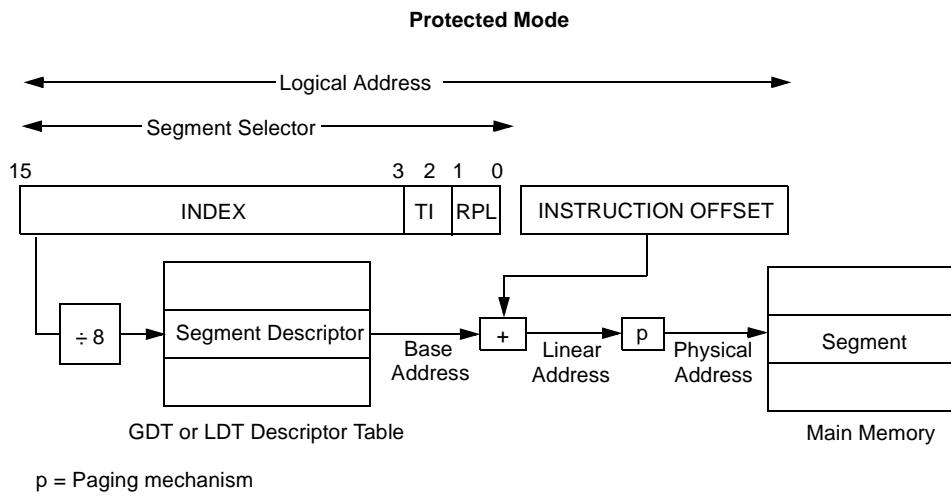 Protected Mode
Logical Address
Segment Selector
15 3 2 1 0
INDEX TI RPL INSTRUCTION OFFSET
÷ 8
Segment Descriptor
+
p
Segment
Base
Address
Linear
Address
Physical
Address
GDT or LDT Descriptor Table
Main Memory
p = Paging mechanism